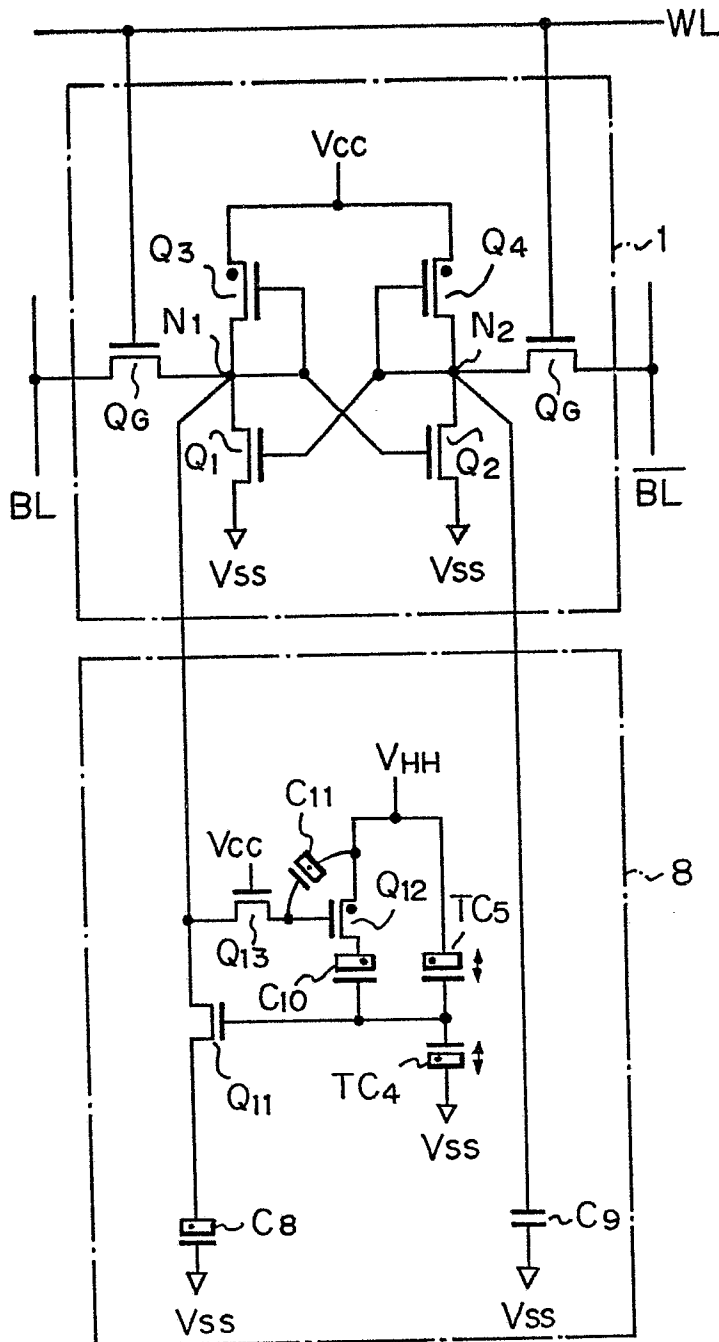 WL
Vcc
Q3
Q4
1
N1
N2
QG
QG
Q1
Q2
BL
BL
Vss
Vss
VHH
C11
Vcc
8
Q12
TC5
Q13
C10
TC4
Q11
Vss
C8
C9
Vss
Vss